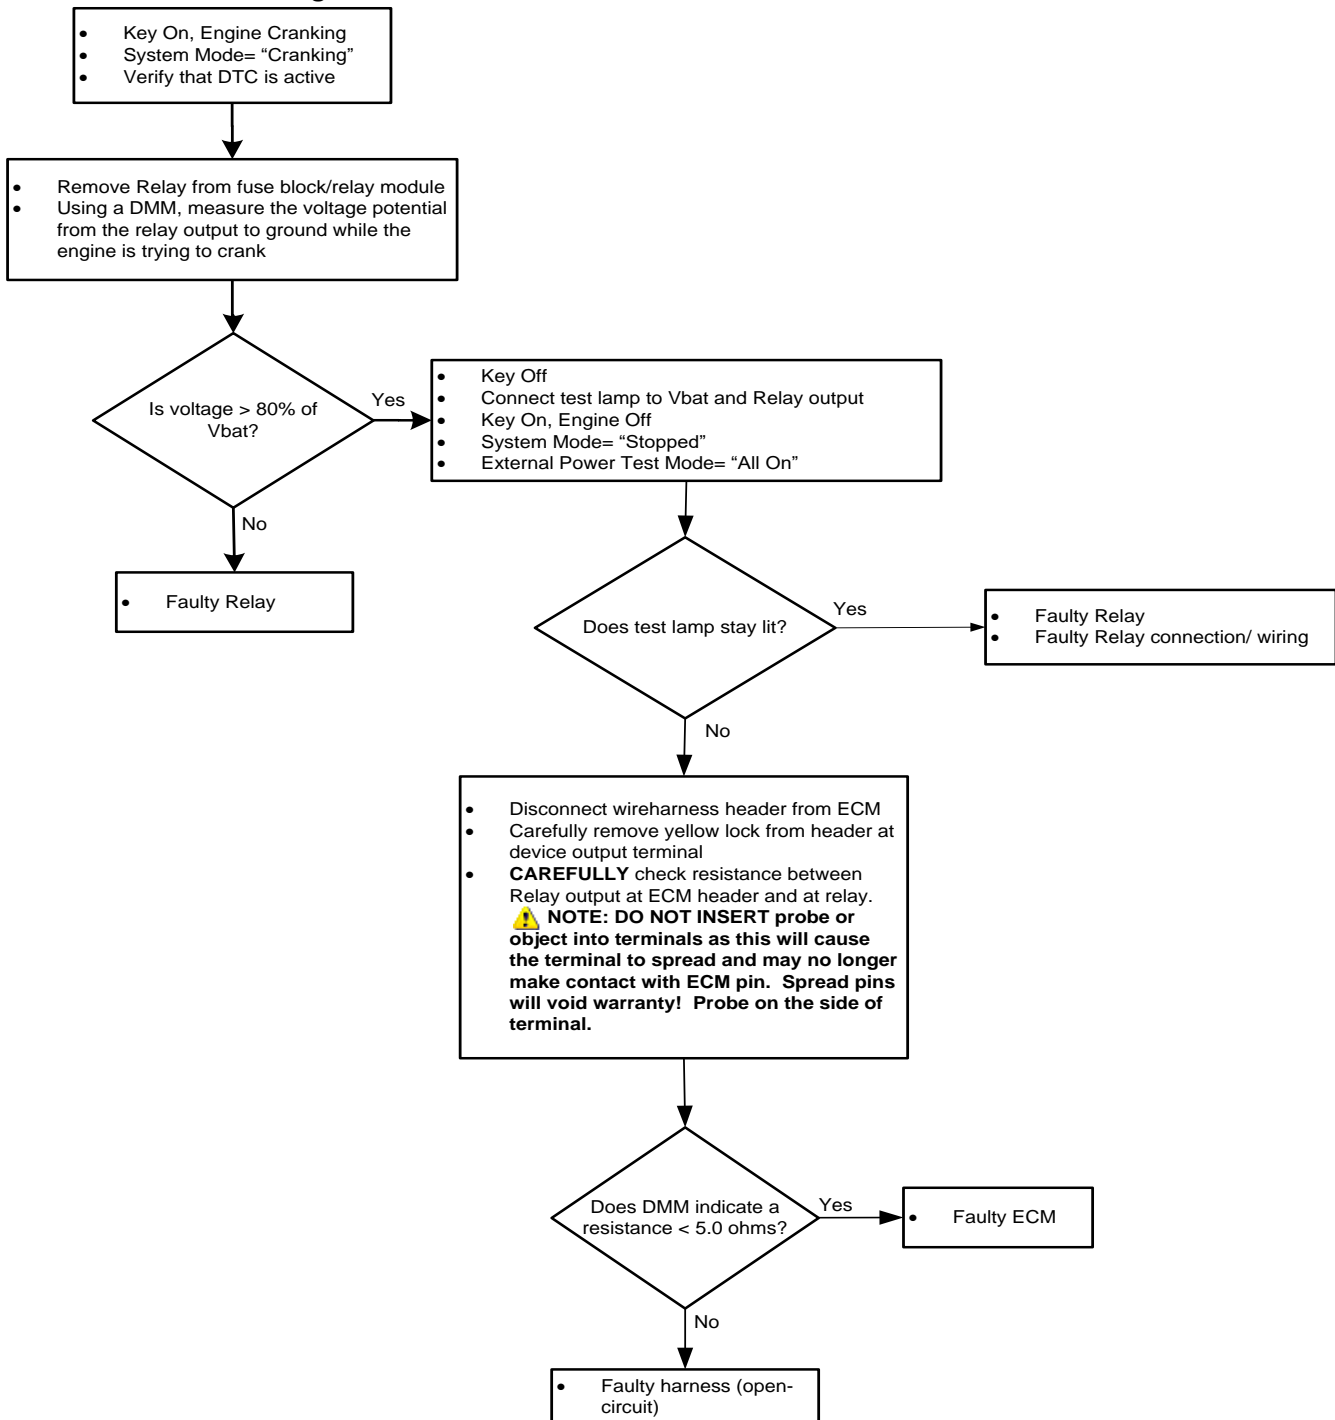 • Key On, Engine Cranking
• System Mode= “Cranking”
• Verify that DTC is active
• Remove Relay from fuse block/relay module
• Using a DMM, measure the voltage potential
from the relay output to ground while the
engine is trying to crank
Is voltage > 80% of
Vbat?
Yes
No
• Faulty Relay
• Key Off
• Connect test lamp to Vbat and Relay output
• Key On, Engine Off
• System Mode= “Stopped”
• External Power Test Mode= “All On”
Does test lamp stay lit?
Yes
• Faulty Relay
• Faulty Relay connection/ wiring
No
• Disconnect wireharness header from ECM
• Carefully remove yellow lock from header at
device output terminal
• CAREFULLY check resistance between
Relay output at ECM header and at relay.
NOTE: DO NOT INSERT probe or
object into terminals as this will cause
the terminal to spread and may no longer
make contact with ECM pin. Spread pins
will void warranty! Probe on the side of
terminal.
Does DMM indicate a
resistance < 5.0 ohms?
Yes
• Faulty ECM
No
• Faulty harness (open-
circuit)